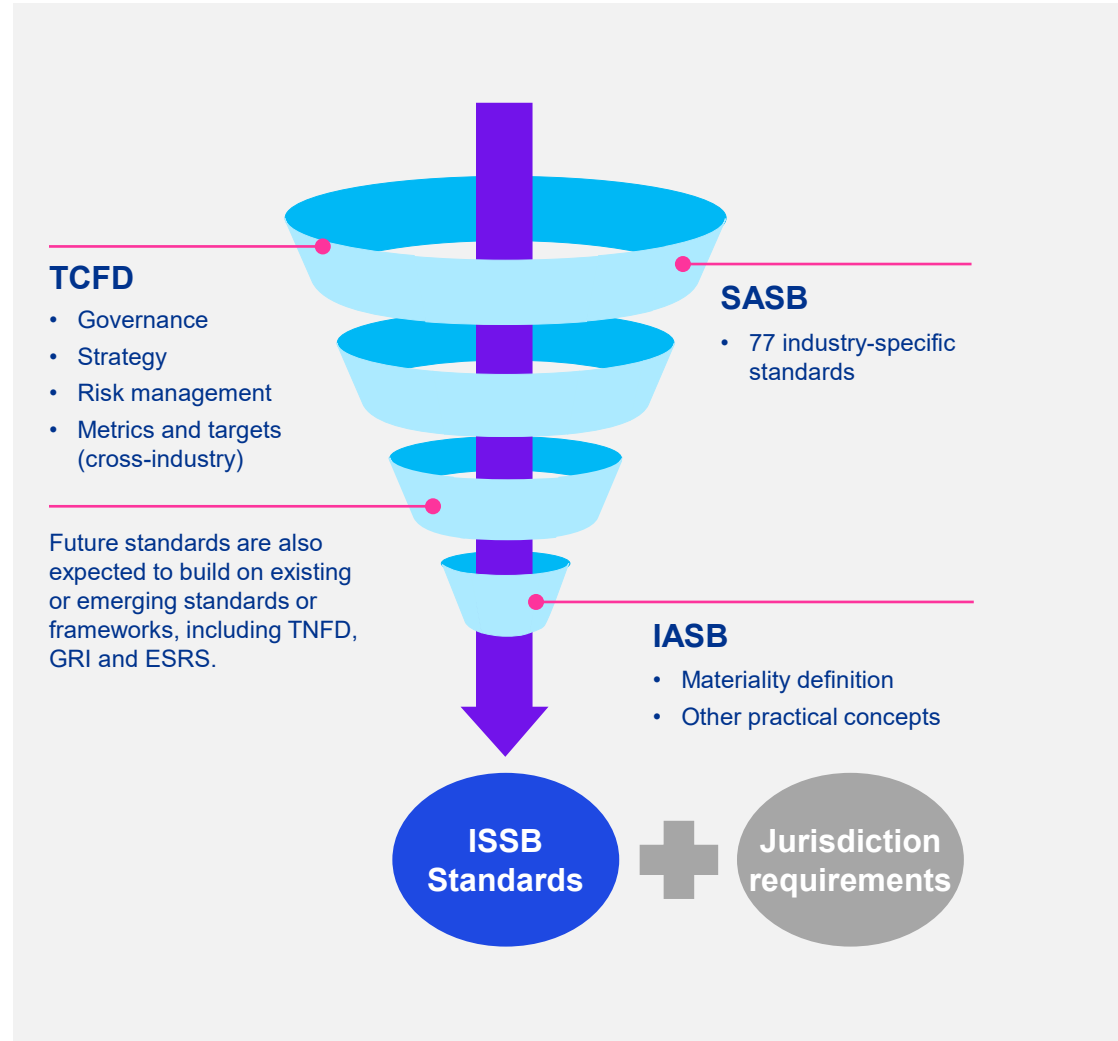 TCFD
• Governance
• Strategy
• Risk management
• Metrics and targets
(cross-industry)
SASB
• 77 industry-specific
standards
Future standards are also
expected to build on existing
or emerging standards or
frameworks, including TNFD,
GRI and ESRS.
IASB
• Materiality definition
• Other practical concepts
ISSB
Standards
Jurisdiction
requirements